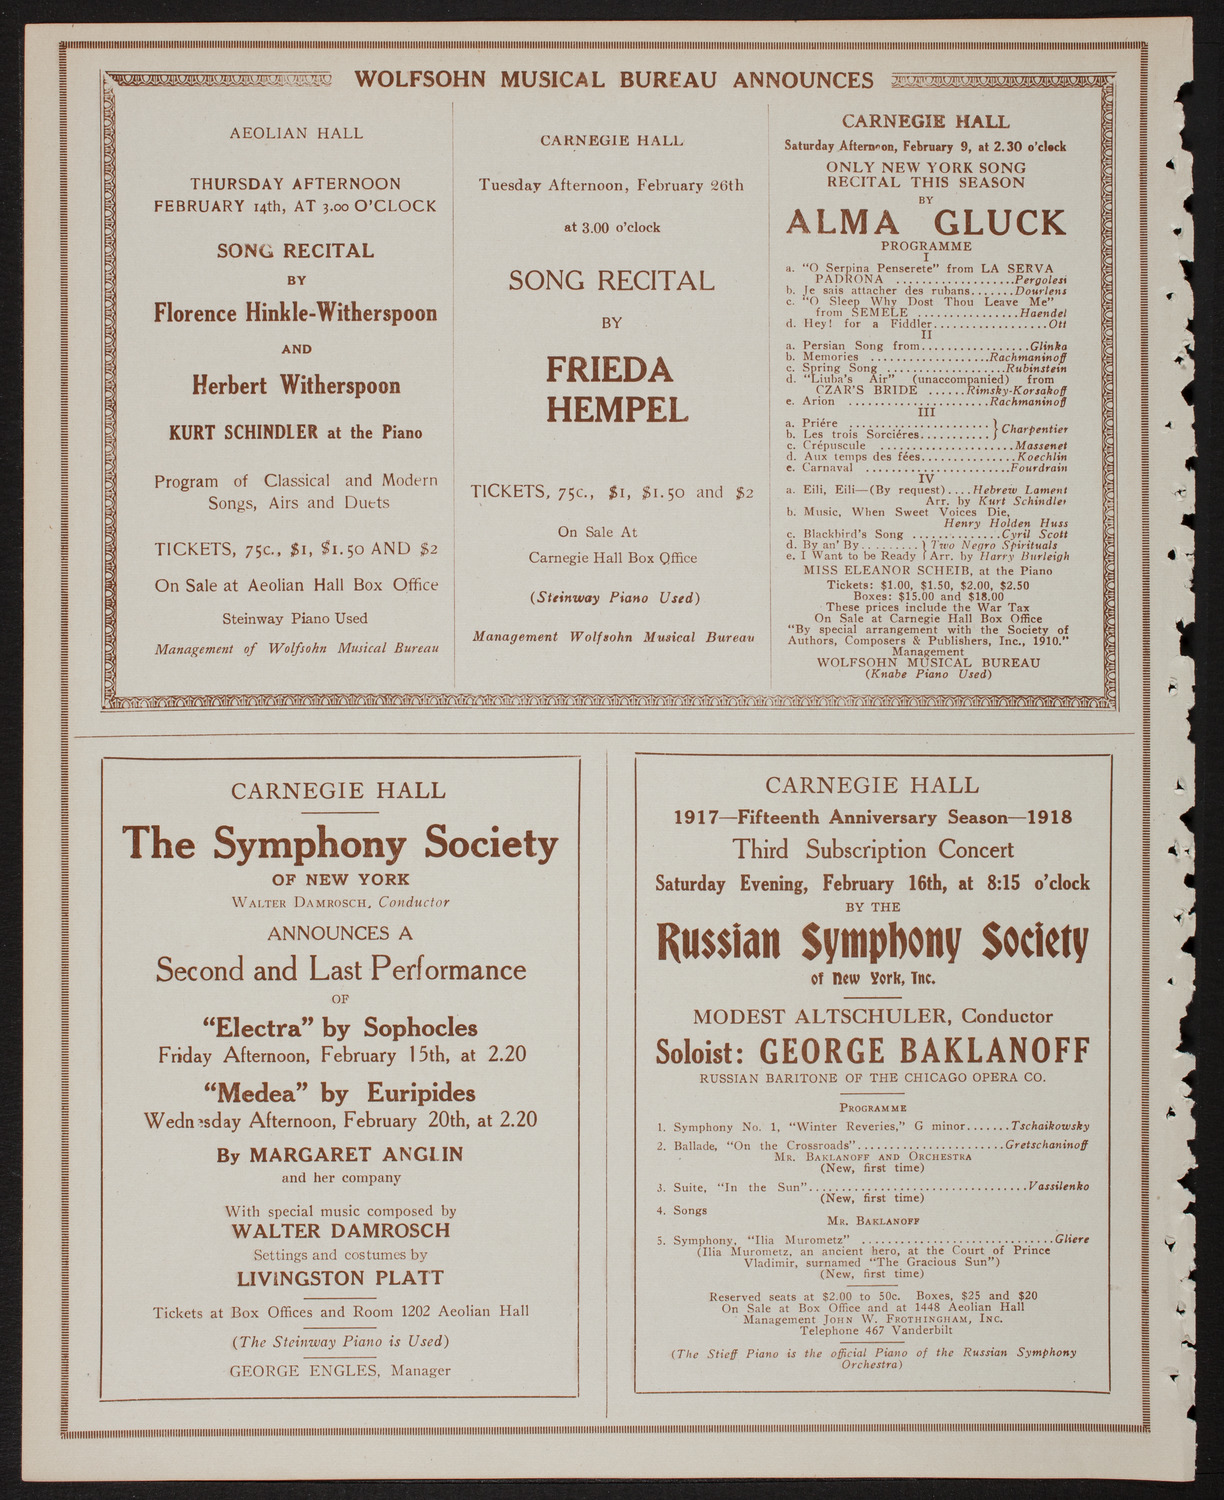 WOLFSOHN MUSICAL BUREAU ANNOUNCES
AEOLIAN HALL
THURSDAY AFTERNOON
FEBRUARY 14th, AT 3.00 O'CLOCK
SONG RECITAL
BY
Florence Hinkle-Witherspoon
AND
Herbert Witherspoon
KURT SCHINDLER at the Piano
Program of Classical and Modern
Songs, Airs and Duets
TICKETS, 75c., $1, $1.50 AND $2
On Sale at Aeolian Hall Box Office
Steinway Piano Used
Management of Wolfsohn Musical Bureau
CARNEGIE HALL
Tuesday Afternoon, February 26th
at 3.00 o'clock
SONG RECITAL
BY
FRIEDA
HEMPEL
TICKETS, 75c., $1, $1.50 and $2
On Sale At
Carnegie Hall Box Office
(Steinway Piano Used)
Management Wolfsohn Musical Bureau
CARNEGIE HALL
Saturday Afternoon, February 9, at 2.30 o'clock
ONLY NEW YORK SONG
RECITAL THIS SEASON
BY
ALMA GLUCK
PROGRAMME
I
a. "O Serpina Penserete" from LA SERVA
PADRONA ..................Pergolesi
b. Je sais attacher des rubans.......Dourlens
c. "O Sleep Why Dost Thou Leave Me"
from SEMELE ................Haendel
d. Hey! for a Fiddler..................Ott
II
a. Persian Song from................Glinka
b. Memories ..................Rachmaninoff
c. Spring Song ..................Rubinstein
d. "Liuba's Air" (unaccompanied) from
CZAR'S BRIDE ......Rimsky-Korsakoff
e. Arion .....................Rachmaninoff
III
a. Priére ......................
b. Les trois Sorciéres........... } Charpentier
c. Crépuscule .....................Massenet
d. Aux temps des fées...............Koechlin
e. Carnaval ......................Fourdrain
IV
a. Eili, Eili—(By request)....Hebrew Lament
Arr. by Kurt Schindler
b. Music, When Sweet Voices Die,
Henry Holden Huss
c. Blackbird's Song .............Cyril Scott
d. By an' By......... } Two Negro Spirituals
e. I Want to be Ready { Arr. by Harry Burleigh
MISS ELEANOR SCHEIB, at the Piano
Tickets: $1.00, $1.50, $2.00, $2.50
Boxes: $15.00 and $18.00
These prices include the War Tax
On Sale at Carnegie Hall Box Office
"By special arrangement with the Society of
Authors, Composers & Publishers, Inc., 1910."
Management
WOLFSOHN MUSICAL BUREAU
(Knabe Piano Used)
CARNEGIE HALL
The Symphony Society
OF NEW YORK
WALTER DAMROSCH, Conductor
ANNOUNCES A
Second and Last Performance
OF
"Electra" by Sophocles
Friday Afternoon, February 15th, at 2.20
"Medea" by Euripides
Wednesday Afternoon, February 20th, at 2.20
By MARGARET ANGLIN
and her company
With special music composed by
WALTER DAMROSCH
Settings and costumes by
LIVINGSTON PLATT
Tickets at Box Offices and Room 1202 Aeolian Hall
(The Steinway Piano is Used)
GEORGE ENGLES, Manager
CARNEGIE HALL
1917—Fifteenth Anniversary Season—1918
Third Subscription Concert
Saturday Evening, February 16th, at 8:15 o'clock
BY THE
Russian Symphony Society
of New York, Inc.
MODEST ALTSCHULER, Conductor
Soloist: GEORGE BAKLANOFF
RUSSIAN BARITONE OF THE CHICAGO OPERA CO.
PROGRAMME
1. Symphony No. 1, "Winter Reveries," G minor.......Tschaikowsky
2. Ballade, "On the Crossroads"......................Gretschaninoff
MR. BAKLANOFF AND ORCHESTRA
(New, first time)
3. Suite, "In the Sun".................................Vassilenko
(New, first time)
4. Songs
MR. BAKLANOFF
5. Symphony, "Ilia Murometz" .............................Gliere
(Ilia Murometz, an ancient hero, at the Court of Prince
Vladimir, surnamed "The Gracious Sun")
(New, first time)
Reserved seats at $2.00 to 50c. Boxes, $25 and $20
On Sale at Box Office and at 1448 Aeolian Hall
Management JOHN W. FROTHINGHAM, INC.
Telephone 467 Vanderbilt
(The Stieff Piano is the official Piano of the Russian Symphony
Orchestra)